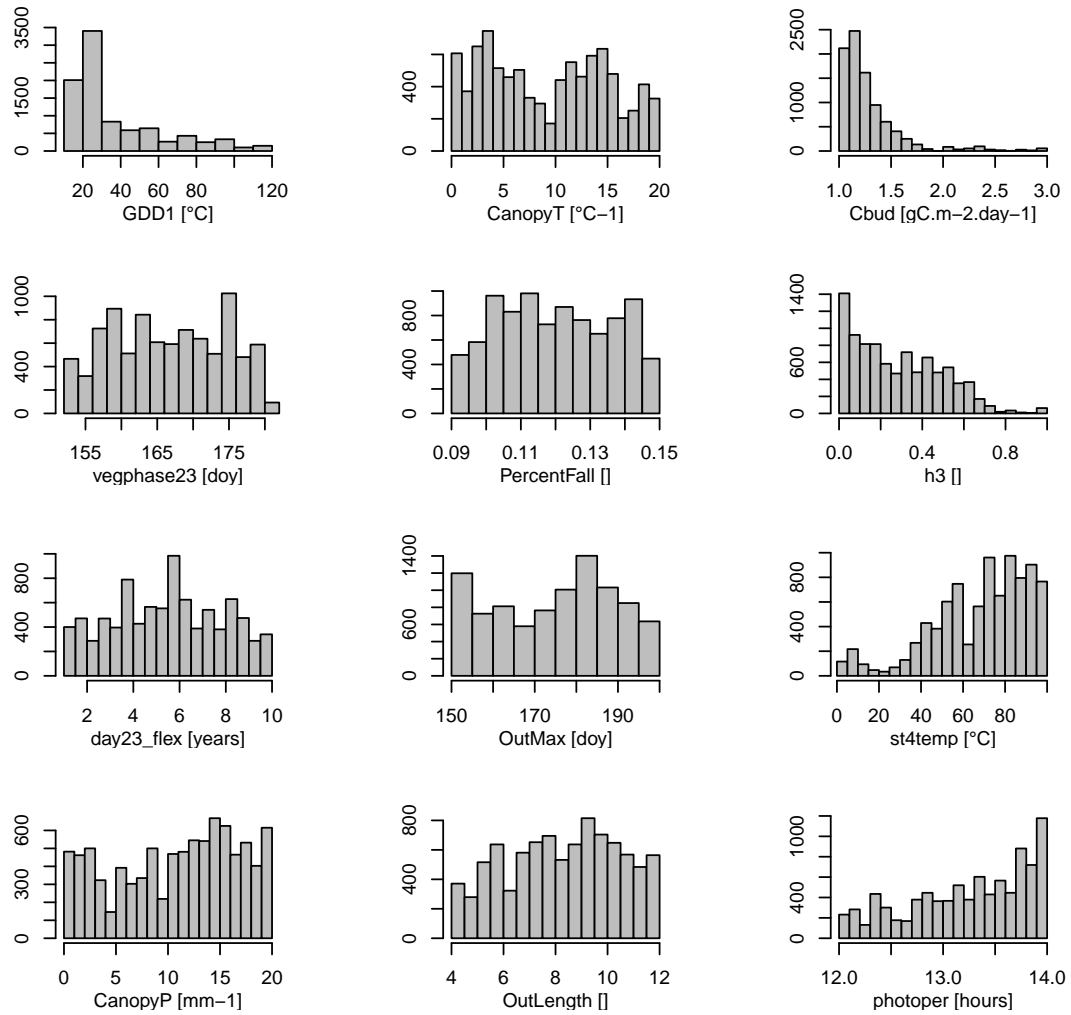 0 1500 3500
20 40 60 80 120
GDD1 [°C]
0 400
0 5 10 15 20
CanopyT [°C−1]
0 1000 2500
1.0 1.5 2.0 2.5 3.0
Cbud [gC.m−2.day−1]
0 400 1000
155 165 175
vegphase23 [doy]
0 400 800
0.09 0.11 0.13 0.15
PercentFall []
0 600 1400
0.0 0.4 0.8
h3 []
0 400 800
2 4 6 8 10
day23_flex [years]
0 600 1400
150 170 190
OutMax [doy]
0 400 800
0 20 40 60 80
st4temp [°C]
0 300 600
0 5 10 15 20
CanopyP [mm−1]
0 400 800
4 6 8 10 12
OutLength []
0 400 1000
12.0 13.0 14.0
photoper [hours]